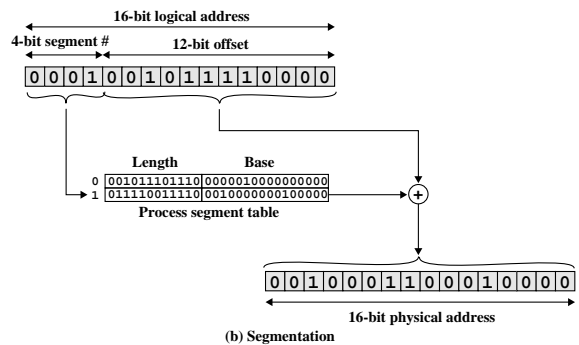 16-bit logical address
4-bit segment # 12-bit offset
0 0 0 1 0 0 1 0 1 1 1 1 0 0 0 0
Length Base
0 001011101110 0000010000000000
1 011110011110 0010000000100000
Process segment table
+
0 0 1 0 0 0 1 1 0 0 0 1 0 0 0 0
16-bit physical address
(b) Segmentation